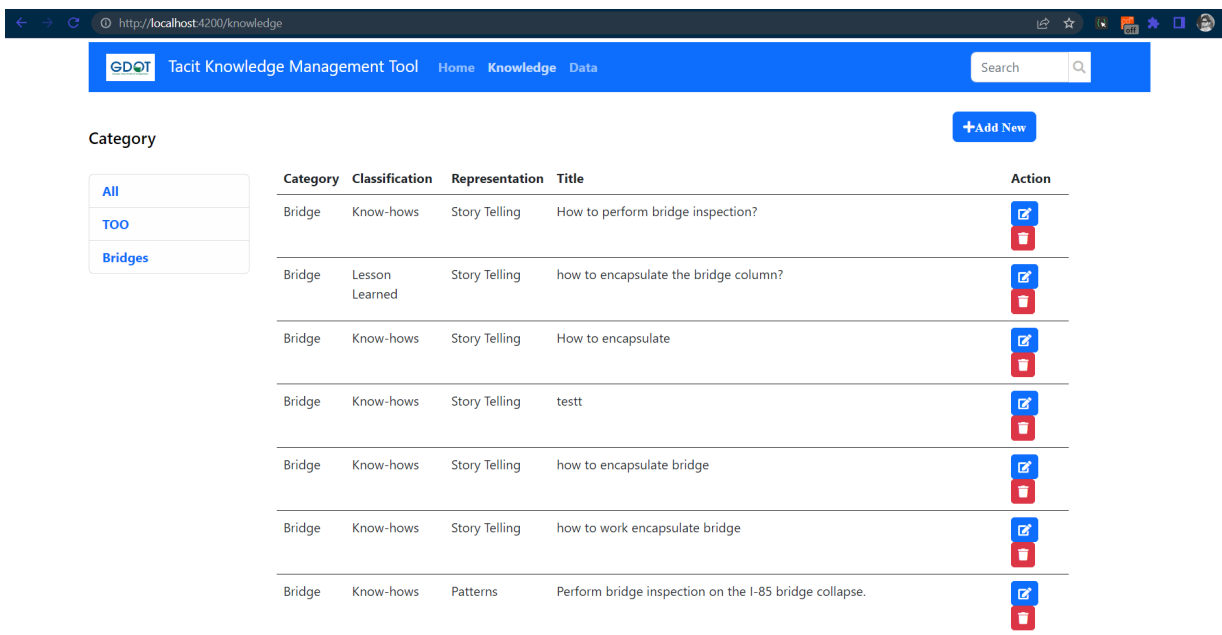 http://localhost:4200/knowledge
off
GDOT Tacit Knowledge Management Tool Home Knowledge Data Search
Category
+Add New
All
TOO
Bridges
Category Classification Representation Title Action
Bridge Know-hows Story Telling How to perform bridge inspection?
Bridge Lesson Learned Story Telling how to encapsulate the bridge column?
Bridge Know-hows Story Telling How to encapsulate
Bridge Know-hows Story Telling testt
Bridge Know-hows Story Telling how to encapsulate bridge
Bridge Know-hows Story Telling how to work encapsulate bridge
Bridge Know-hows Patterns Perform bridge inspection on the I-85 bridge collapse.